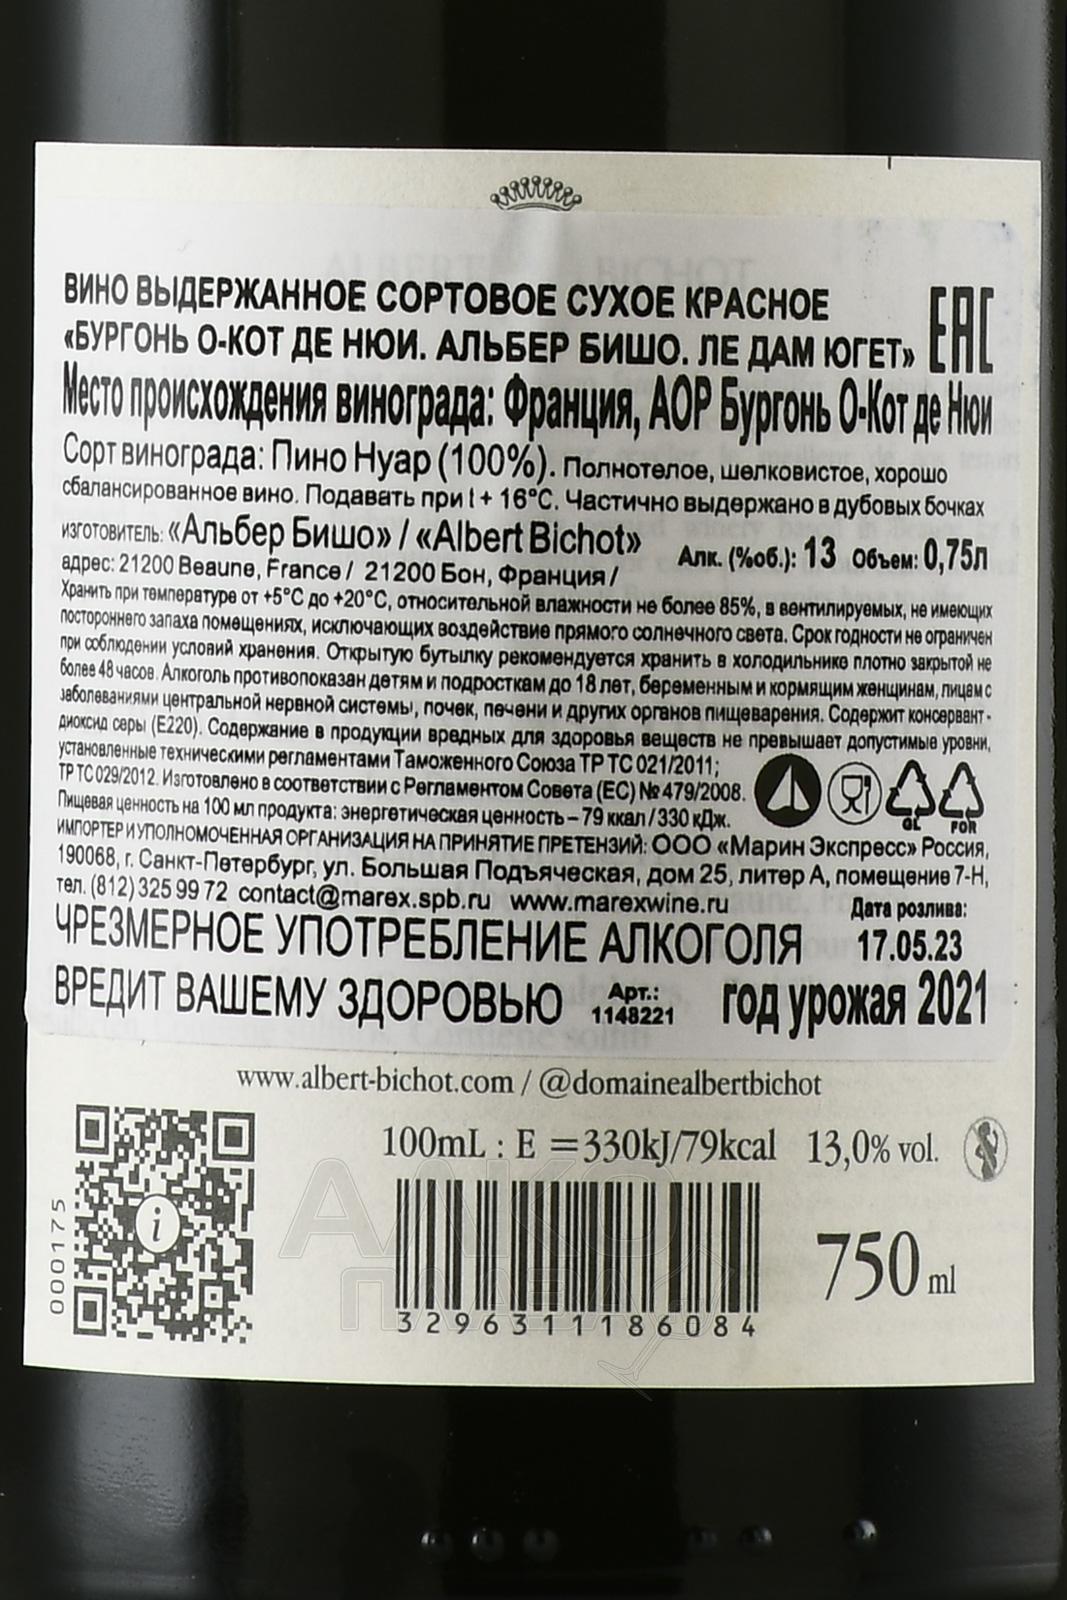 ВИНО ВЫДЕРЖАННОЕ СОРТОВОЕ СУХОЕ КРАСНОЕ
«БУРГОНЬ О-КОТ ДЕ НЮИ. АЛЬБЕР БИШО. ЛЕ ДАМ ЮГЕТ» EAC
Место происхождения винограда: Франция, АОР Бургонь О-Кот де Нюи
Сорт винограда: Пино Нуар (100%). Полнотелое, шелковистое, хорошо
сбалансированное вино. Подавать при t + 16°C. Частично выдержано в дубовых бочках
изготовитель: «Альбер Бишо» / «Albert Bichot» Алк. (%об.): 13 Объем: 0,75л
адрес: 21200 Beaune, France / 21200 Бон, Франция /
Хранить при температуре от +5°C до +20°C, относительной влажности не более 85%, в вентилируемых, не имеющих
постороннего запаха помещениях, исключающих воздействие прямого солнечного света. Срок годности не ограничен
при соблюдении условий хранения. Открытую бутылку рекомендуется хранить в холодильнике плотно закрытой не
более 48 часов. Алкоголь противопоказан детям и подросткам до 18 лет, беременным и кормящим женщинам, лицам с
заболеваниями центральной нервной системы, почек, печени и других органов пищеварения. Содержит консервант -
диоксид серы (Е220). Содержание в продукции вредных для здоровья веществ не превышает допустимые уровни,
установленные техническими регламентами Таможенного Союза ТР ТС 021/2011;
ТР ТС 029/2012. Изготовлено в соответствии с Регламентом Совета (ЕС) № 479/2008.
Пищевая ценность на 100 мл продукта: энергетическая ценность – 79 ккал / 330 кДж.
GL FOR
ИМПОРТЕР И УПОЛНОМОЧЕННАЯ ОРГАНИЗАЦИЯ НА ПРИНЯТИЕ ПРЕТЕНЗИЙ: ООО «Марин Экспресс» Россия,
190068, г. Санкт-Петербург, ул. Большая Подъяческая, дом 25, литер А, помещение 7-Н,
тел. (812) 325 99 72 contact@marex.spb.ru www.marexwine.ru Дата розлива:
ЧРЕЗМЕРНОЕ УПОТРЕБЛЕНИЕ АЛКОГОЛЯ 17.05.23
ВРЕДИТ ВАШЕМУ ЗДОРОВЬЮ Арт.: 1148221 год урожая 2021
www.albert-bichot.com / @domainealbertbichot
100mL : E =330kJ/79kcal 13,0% vol.
000175
750 ml
3296311186084
АЛКО
ПЛАЗА